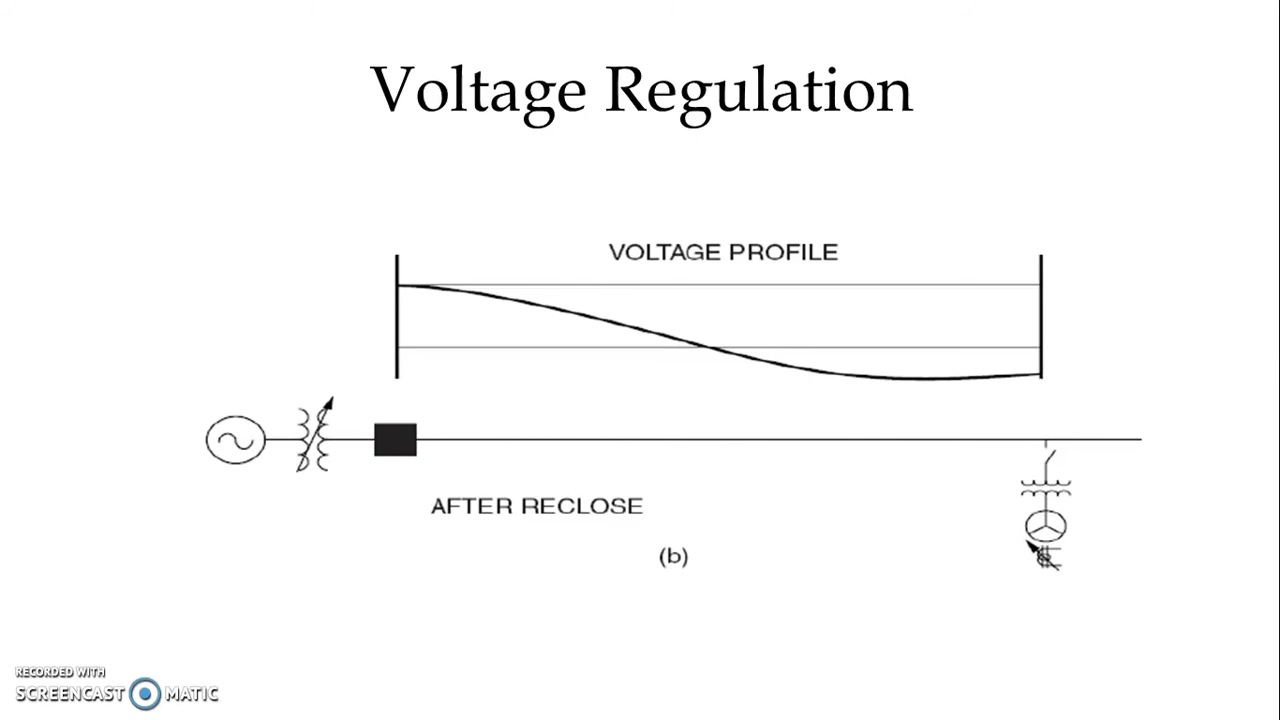 Voltage Regulation
VOLTAGE PROFILE
AFTER RECLOSE
(b)
RECORDED WITH
SCREENCAST MATIC